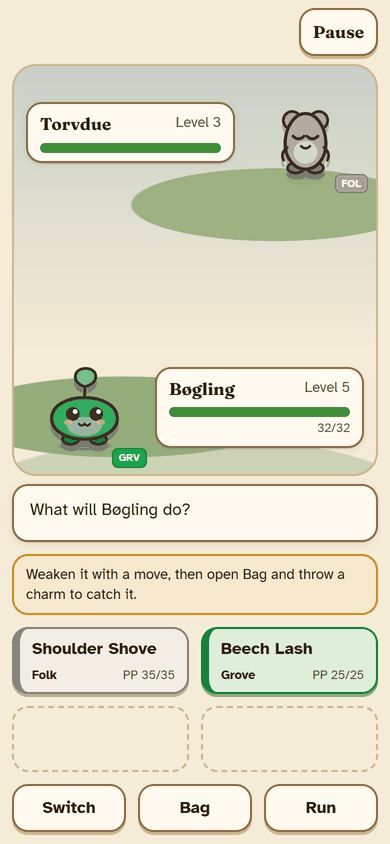 Pause
Torvdue
Level 3
FOL
Bøgling
Level 5
32/32
GRV
What will Bøgling do?
Weaken it with a move, then open Bag and throw a
charm to catch it.
Shoulder Shove
Folk
PP 35/35
Beech Lash
Grove
PP 25/25
Switch
Bag
Run